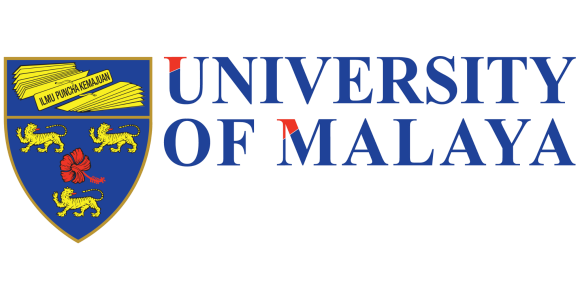 ILMU PUNCHA KEMAJUAN
UNIVERSITY
OF MALAYA